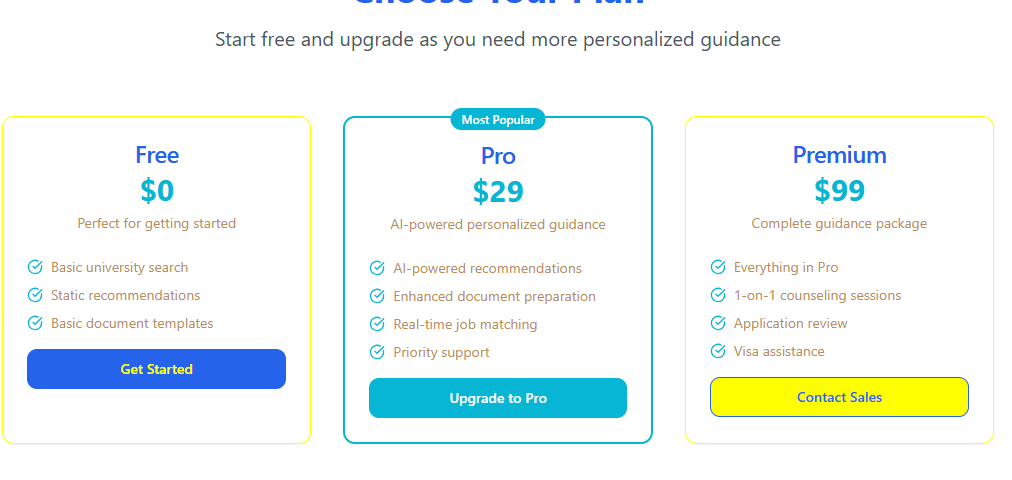 Choose Your Plan
Start free and upgrade as you need more personalized guidance
Free
$0
Perfect for getting started
Basic university search
Static recommendations
Basic document templates
Get Started
Most Popular
Pro
$29
AI-powered personalized guidance
AI-powered recommendations
Enhanced document preparation
Real-time job matching
Priority support
Upgrade to Pro
Premium
$99
Complete guidance package
Everything in Pro
1-on-1 counseling sessions
Application review
Visa assistance
Contact Sales